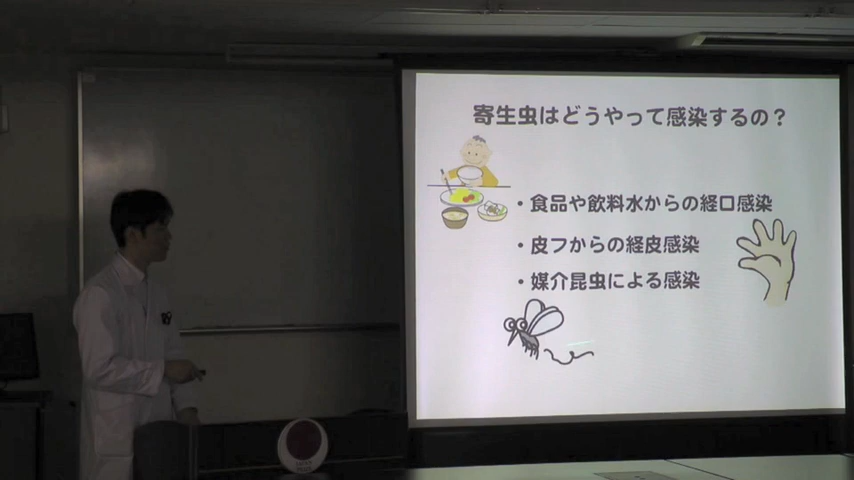 寄生虫はどうやって感染するの？
・食品や飲料水からの経口感染
・皮フからの経皮感染
・媒介昆虫による感染